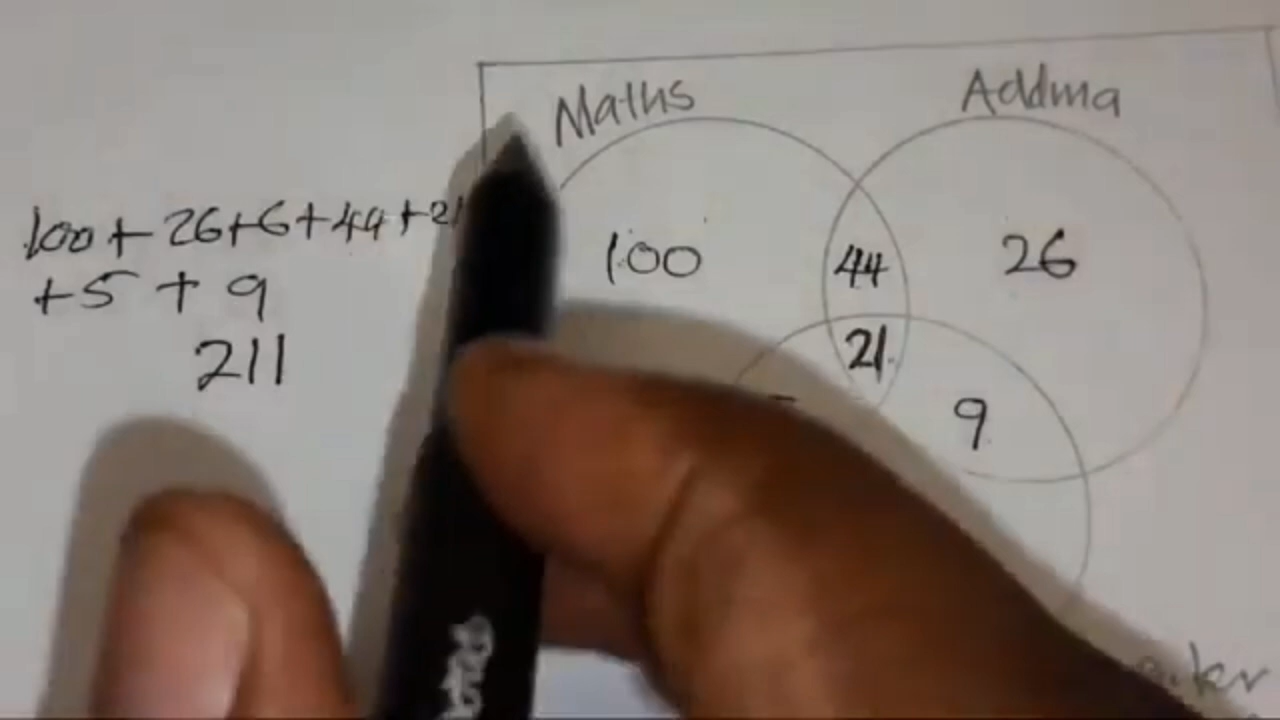 Maths
Addma
100 + 26 + 6 + 44 + 21
+ 5 + 9
211
100
44
26
21
9